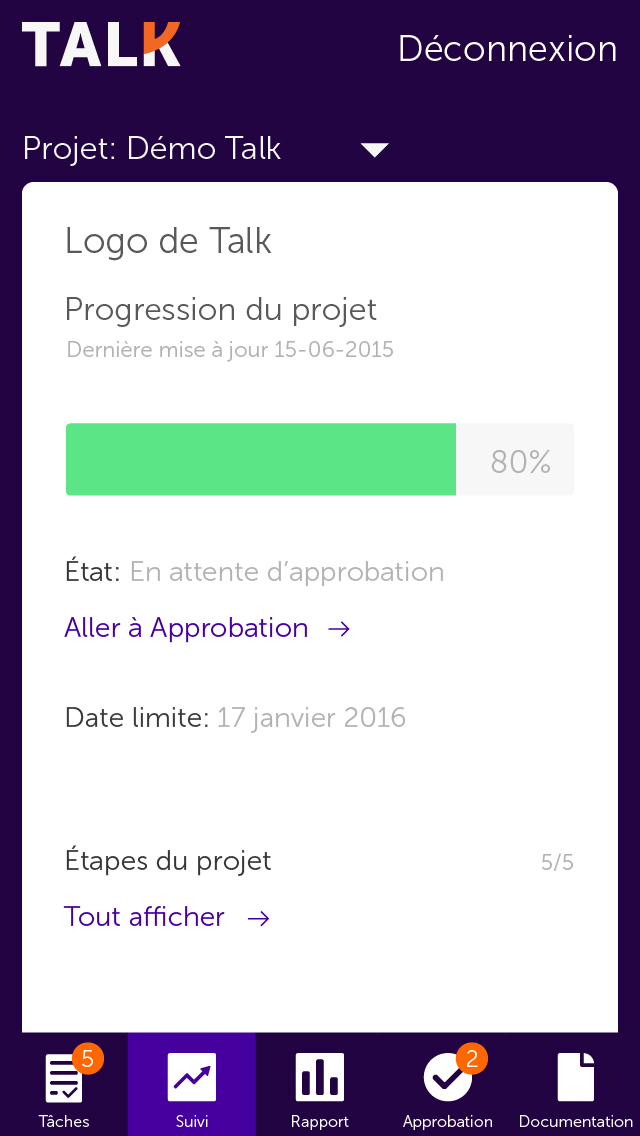 TALK
Déconnexion
Projet: Démo Talk
Logo de Talk
Progression du projet
Dernière mise à jour 15-06-2015
80%
État: En attente d’approbation
Aller à Approbation →
Date limite: 17 janvier 2016
Étapes du projet 5/5
Tout afficher →
5
2
Tâches
Suivi
Rapport
Approbation
Documentation